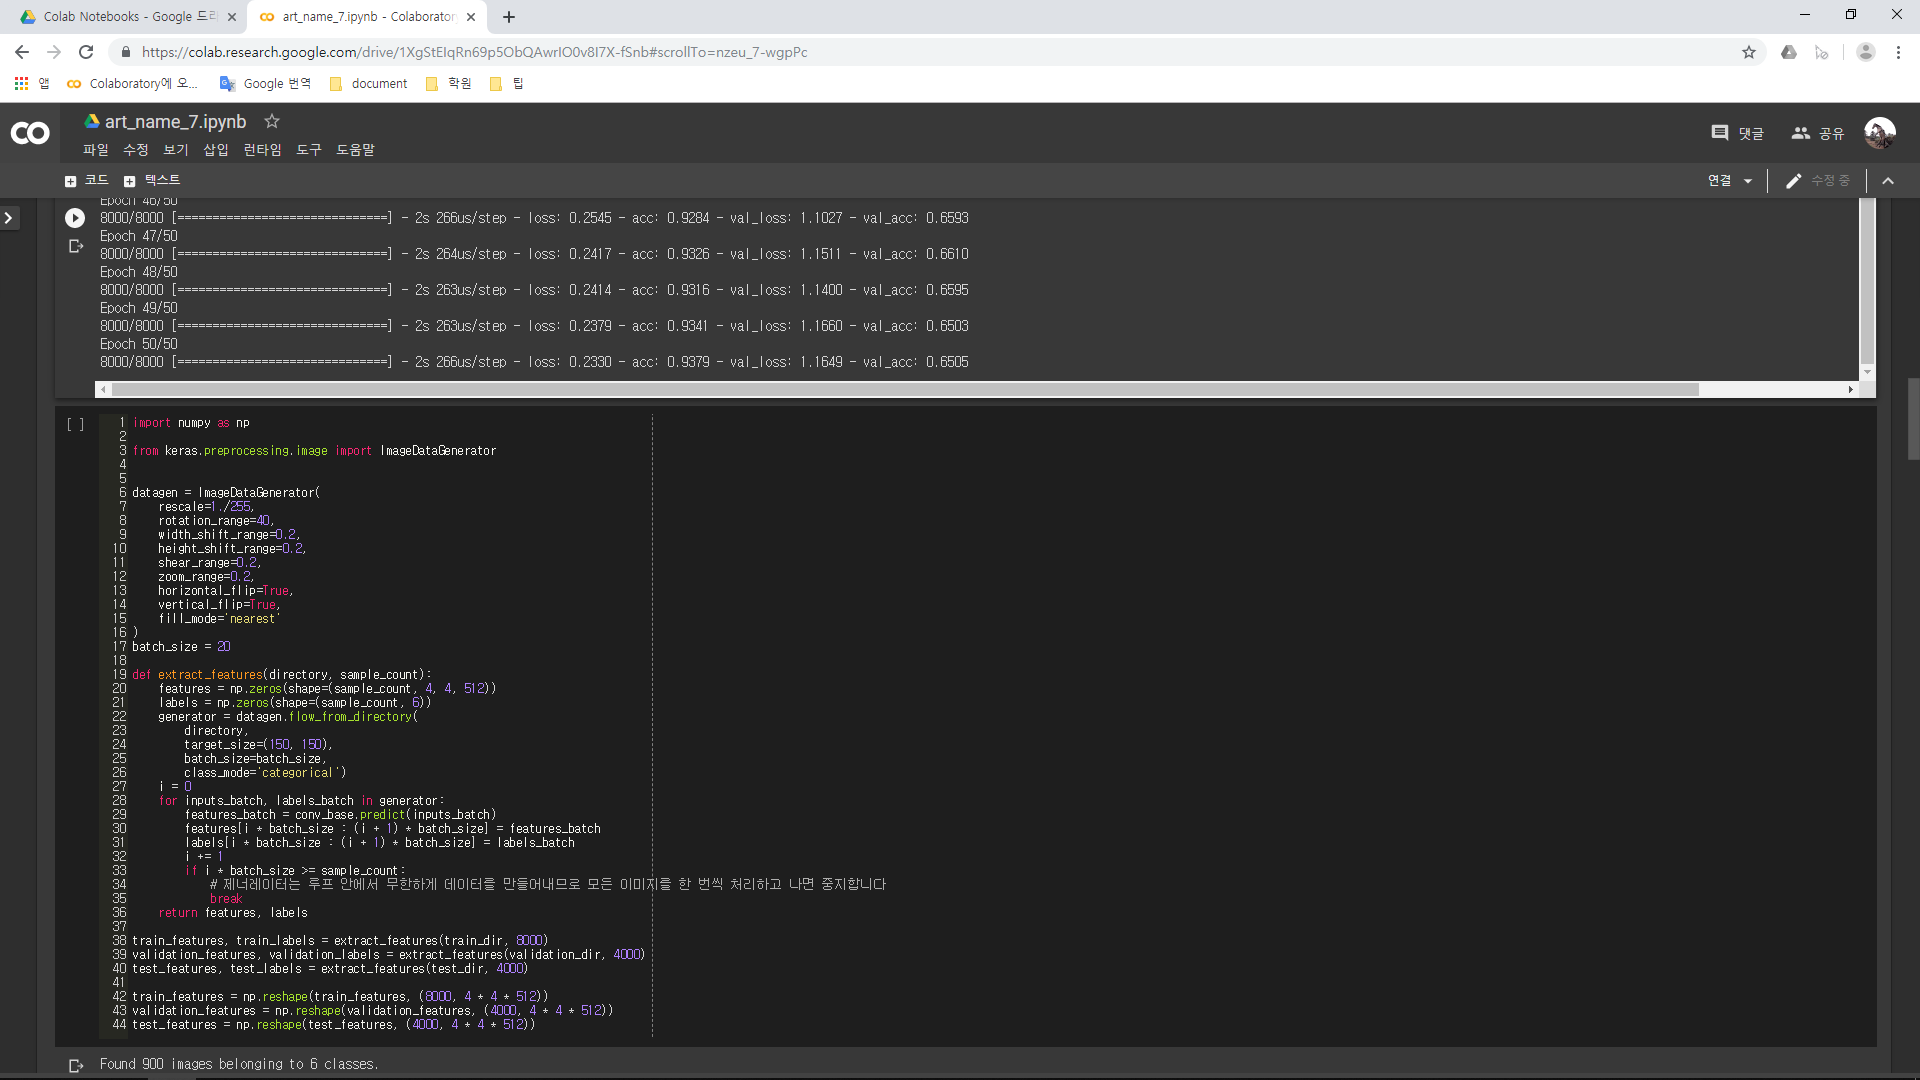 Colab Notebooks - Google 드라
art_name_7.ipynb - Colaboratory
https://colab.research.google.com/drive/1XgStEIqRn69p5ObQAwrIO0v8I7X-fSnb#scrollTo=nzeu_7-wgpPc
앱
Colaboratory에 오...
Google 번역
document
학원
팁
art_name_7.ipynb
댓글
공유
파일 수정 보기 삽입 런타임 도구 도움말
코드 텍스트
연결
수정 중
Epoch 46/50
8000/8000 [==============================] - 2s 266us/step - loss: 0.2545 - acc: 0.9284 - val_loss: 1.1027 - val_acc: 0.6593
Epoch 47/50
8000/8000 [==============================] - 2s 264us/step - loss: 0.2417 - acc: 0.9326 - val_loss: 1.1511 - val_acc: 0.6610
Epoch 48/50
8000/8000 [==============================] - 2s 263us/step - loss: 0.2414 - acc: 0.9316 - val_loss: 1.1400 - val_acc: 0.6595
Epoch 49/50
8000/8000 [==============================] - 2s 263us/step - loss: 0.2379 - acc: 0.9341 - val_loss: 1.1660 - val_acc: 0.6503
Epoch 50/50
8000/8000 [==============================] - 2s 266us/step - loss: 0.2330 - acc: 0.9379 - val_loss: 1.1649 - val_acc: 0.6505
[ ]
1 import numpy as np
2
3 from keras.preprocessing.image import ImageDataGenerator
4
5
6 datagen = ImageDataGenerator(
7     rescale=1./255,
8     rotation_range=40,
9     width_shift_range=0.2,
10     height_shift_range=0.2,
11     shear_range=0.2,
12     zoom_range=0.2,
13     horizontal_flip=True,
14     vertical_flip=True,
15     fill_mode='nearest'
16 )
17 batch_size = 20
18
19 def extract_features(directory, sample_count):
20     features = np.zeros(shape=(sample_count, 4, 4, 512))
21     labels = np.zeros(shape=(sample_count, 6))
22     generator = datagen.flow_from_directory(
23         directory,
24         target_size=(150, 150),
25         batch_size=batch_size,
26         class_mode='categorical')
27     i = 0
28     for inputs_batch, labels_batch in generator:
29         features_batch = conv_base.predict(inputs_batch)
30         features[i * batch_size : (i + 1) * batch_size] = features_batch
31         labels[i * batch_size : (i + 1) * batch_size] = labels_batch
32         i += 1
33         if i * batch_size >= sample_count:
34             # 제너레이터는 루프 안에서 무한하게 데이터를 만들어내므로 모든 이미지를 한 번씩 처리하고 나면 중지합니다
35             break
36     return features, labels
37
38 train_features, train_labels = extract_features(train_dir, 8000)
39 validation_features, validation_labels = extract_features(validation_dir, 4000)
40 test_features, test_labels = extract_features(test_dir, 4000)
41
42 train_features = np.reshape(train_features, (8000, 4 * 4 * 512))
43 validation_features = np.reshape(validation_features, (4000, 4 * 4 * 512))
44 test_features = np.reshape(test_features, (4000, 4 * 4 * 512))
Found 900 images belonging to 6 classes.